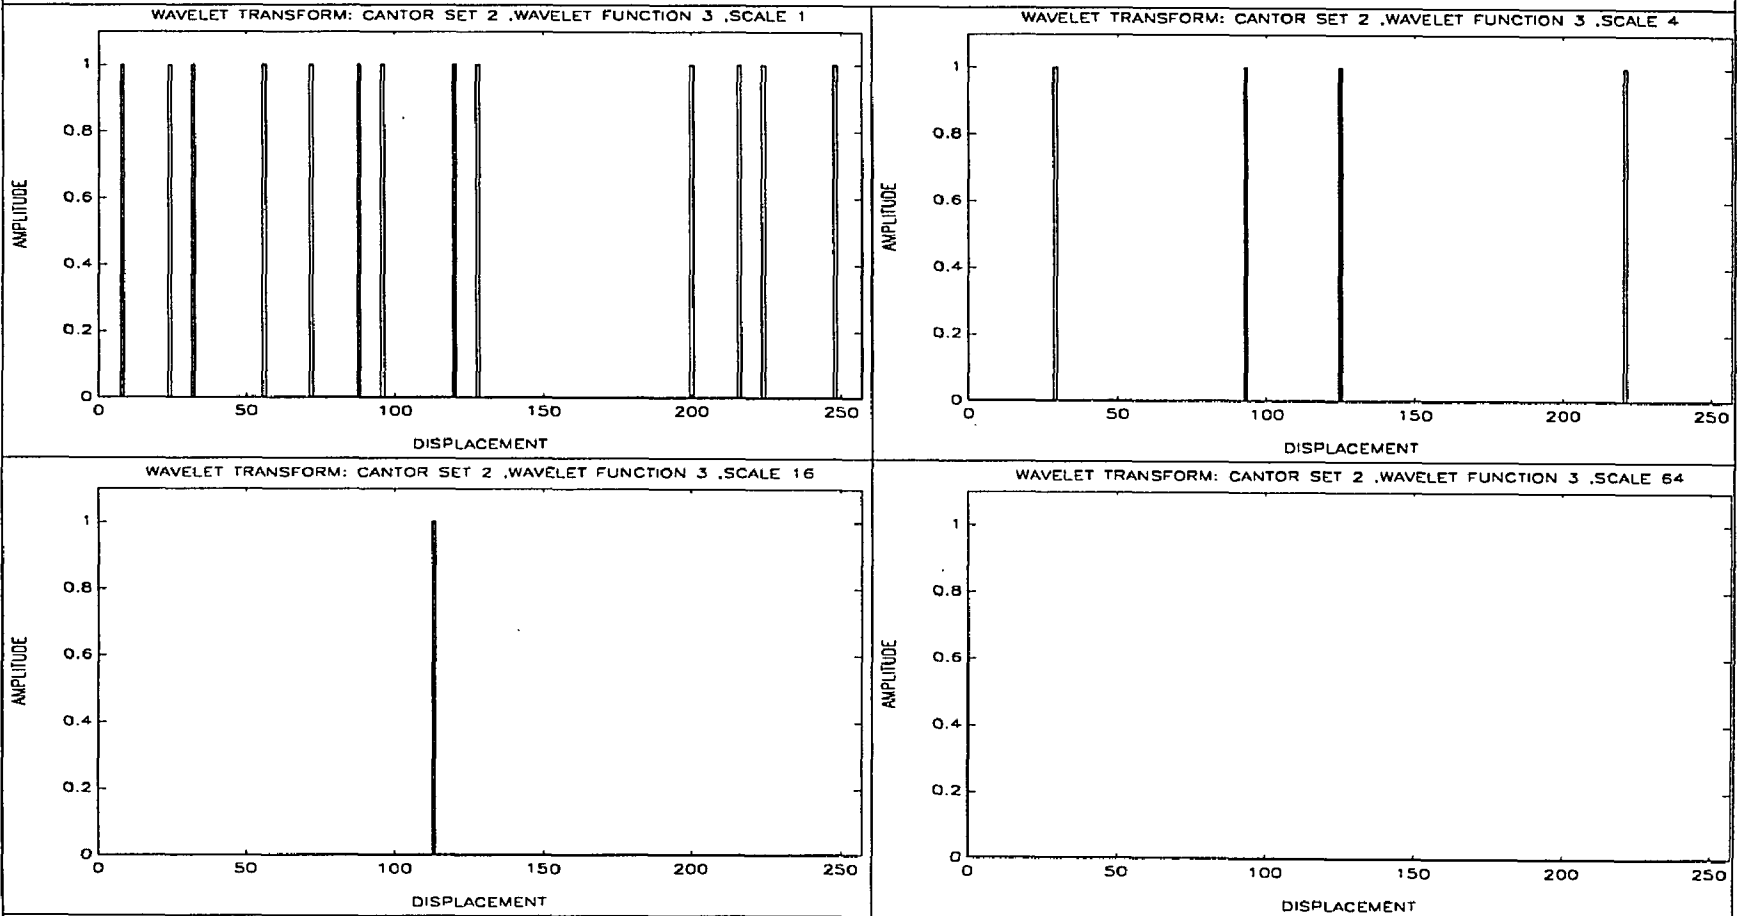 WAVELET TRANSFORM: CANTOR SET 2 ,WAVELET FUNCTION 3 ,SCALE 1
AMPLITUDE
1
0.8
0.6
0.4
0.2
0
0 50 100 150 200 250
DISPLACEMENT
WAVELET TRANSFORM: CANTOR SET 2 ,WAVELET FUNCTION 3 ,SCALE 4
AMPLITUDE
1
0.8
0.6
0.4
0.2
0
0 50 100 150 200 250
DISPLACEMENT
WAVELET TRANSFORM: CANTOR SET 2 ,WAVELET FUNCTION 3 ,SCALE 16
AMPLITUDE
1
0.8
0.6
0.4
0.2
0
0 50 100 150 200 250
DISPLACEMENT
WAVELET TRANSFORM: CANTOR SET 2 ,WAVELET FUNCTION 3 ,SCALE 64
AMPLITUDE
1
0.8
0.6
0.4
0.2
0
0 50 100 150 200 250
DISPLACEMENT